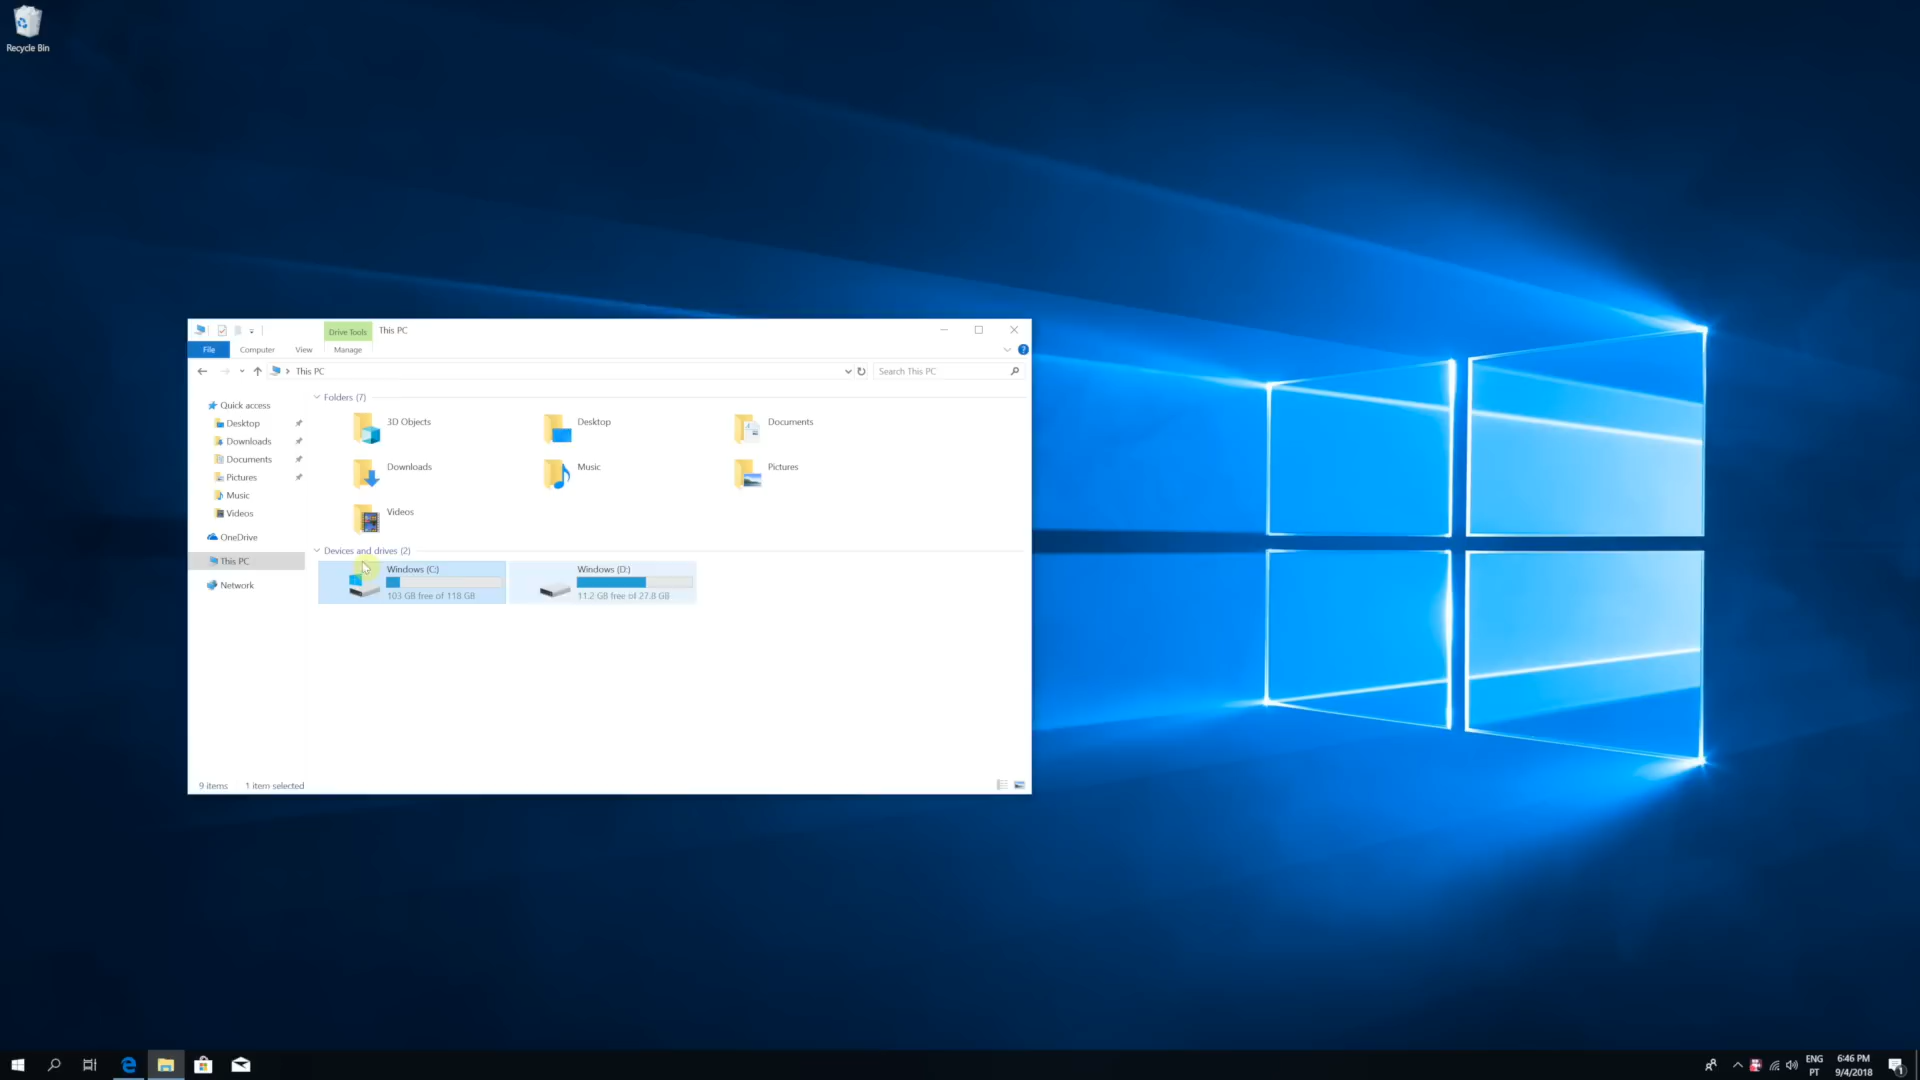 Recycle Bin
Drive Tools
This PC
File
Computer
View
Manage
This PC
Search This PC
Quick access
Desktop
Downloads
Documents
Pictures
Music
Videos
OneDrive
This PC
Network
Folders (7)
3D Objects
Desktop
Documents
Downloads
Music
Pictures
Videos
Devices and drives (2)
Windows (C:)
103 GB free of 118 GB
Windows (D:)
11.2 GB free of 27.8 GB
9 items
1 item selected
ENG
PT
6:46 PM
9/4/2018
1